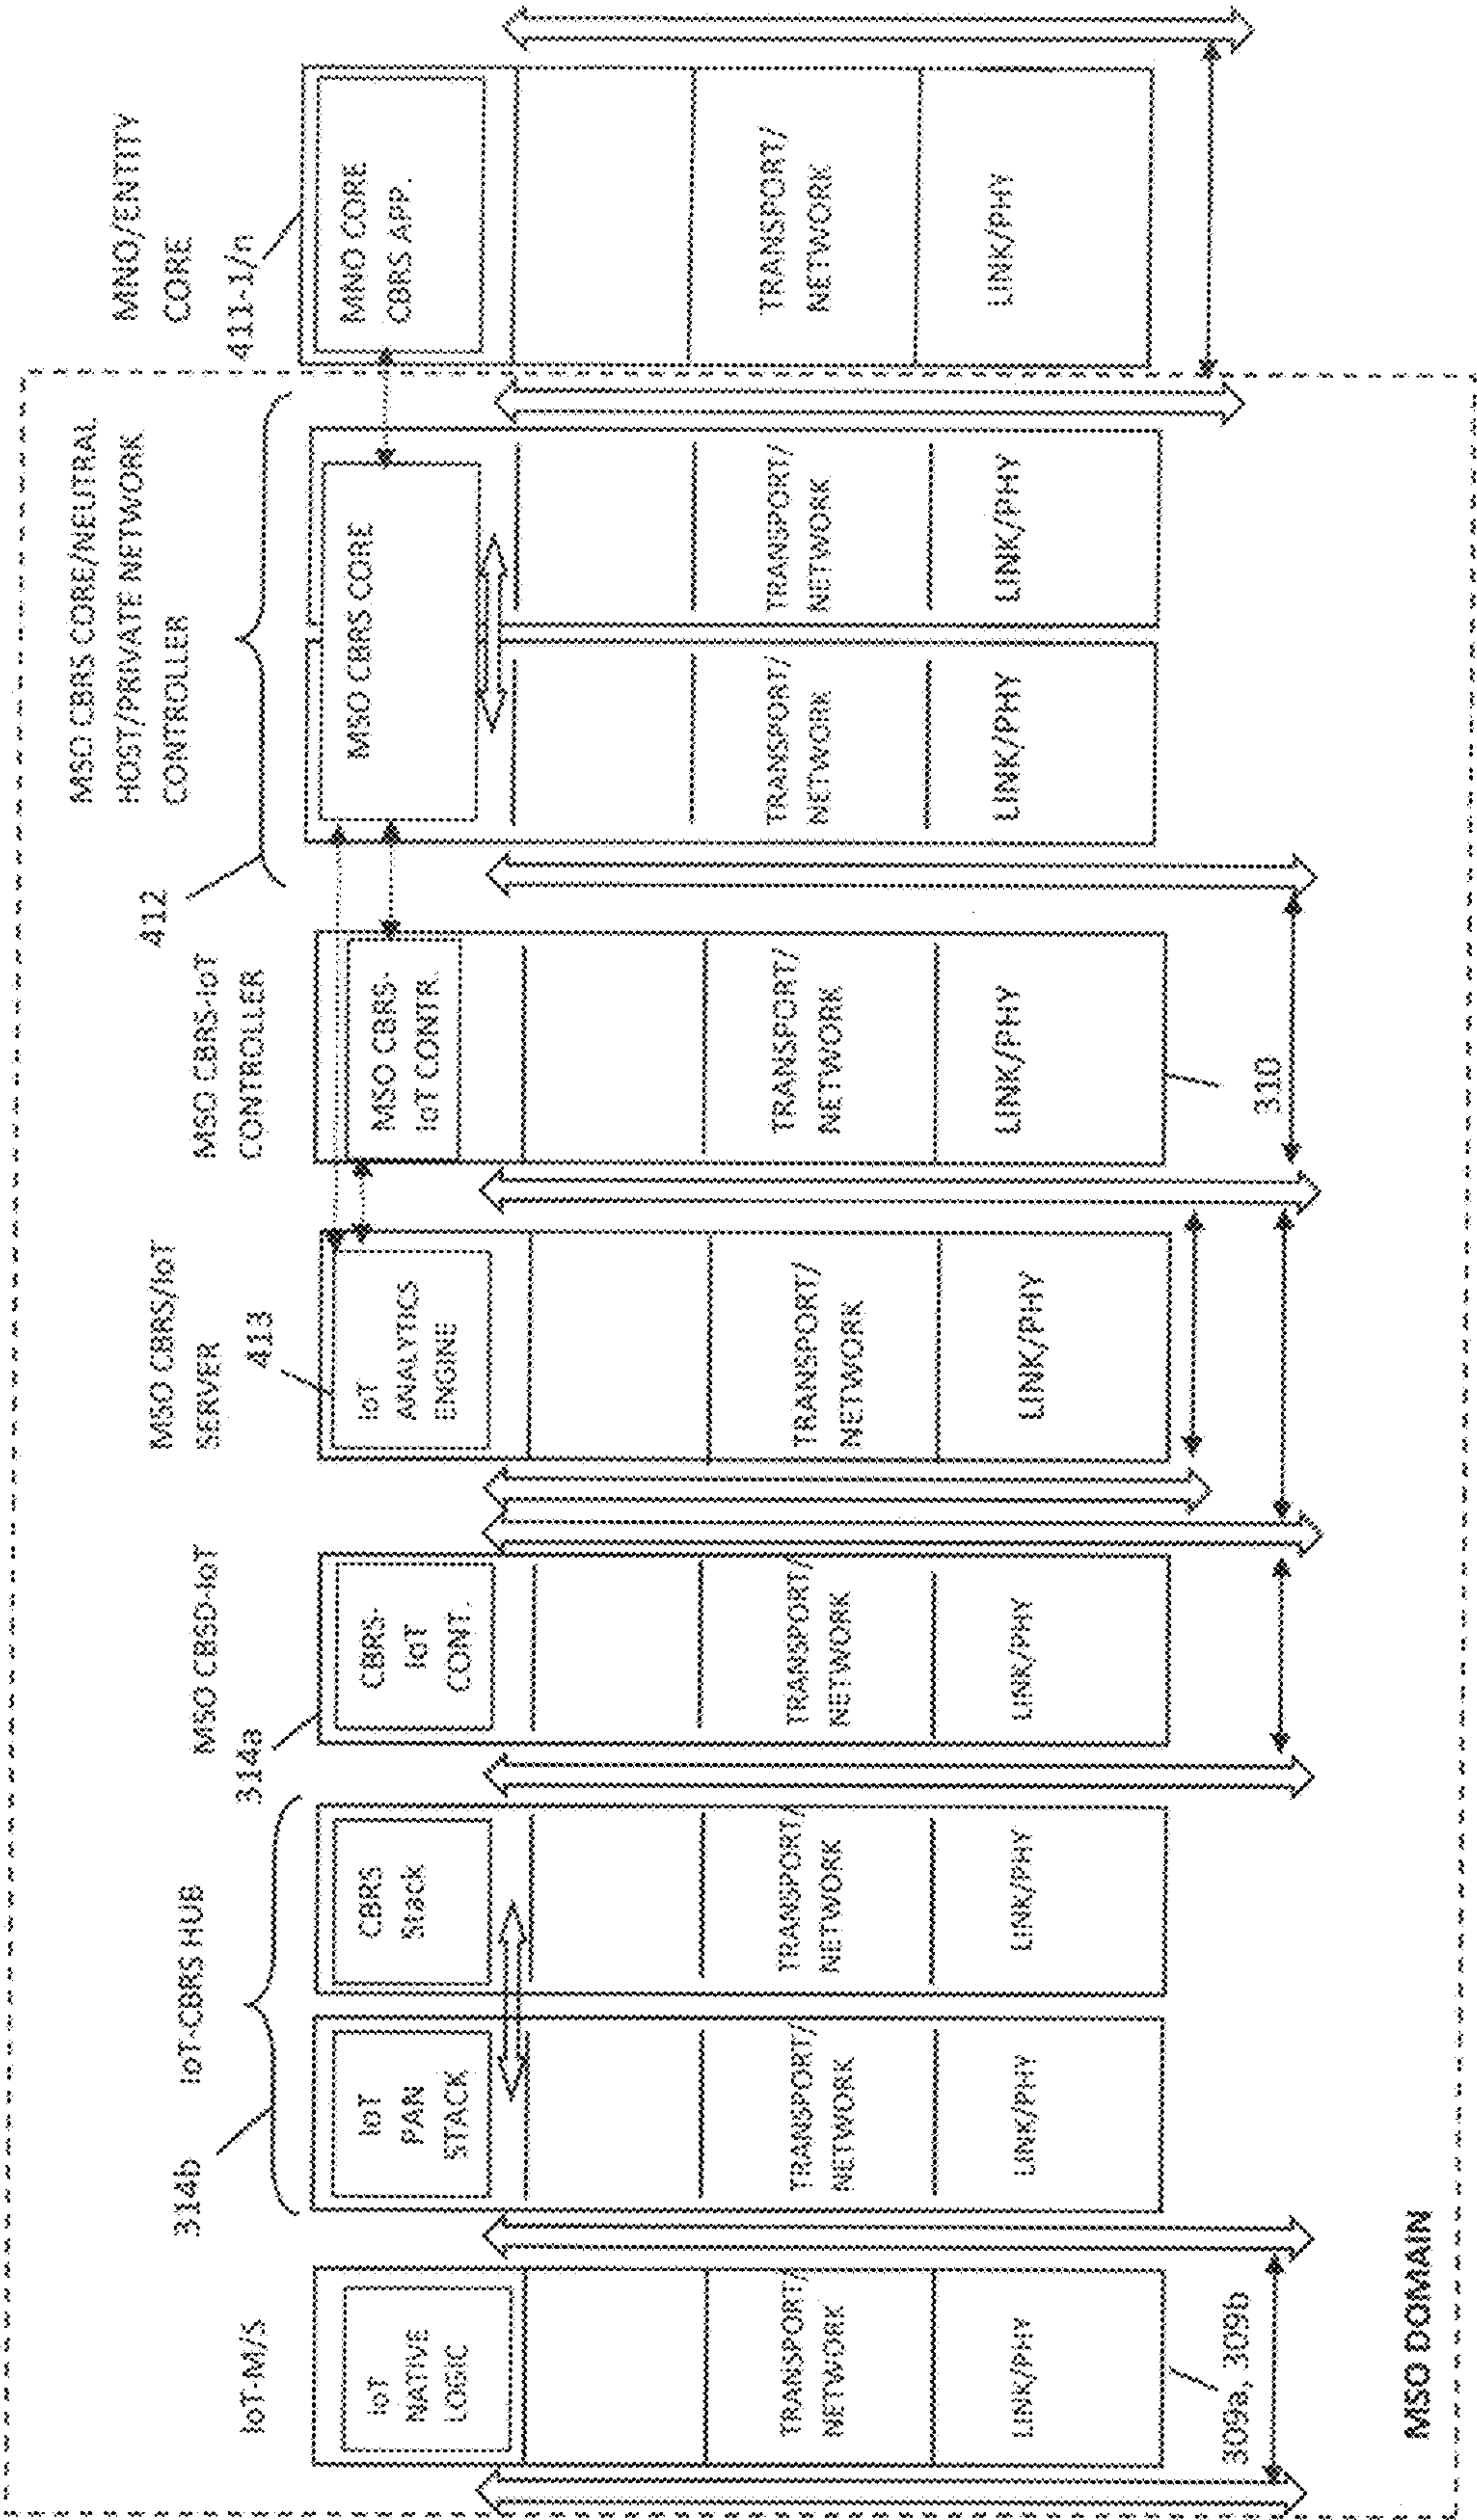 IoT-M/S
IoT
NATIVE
LOGIC
TRANSPORT/
NETWORK
LINK/PHY
309a, 309b
314b
IoT-CBRS HUB
IoT
PAN
STACK
TRANSPORT/
NETWORK
LINK/PHY
CBRS
Stack
TRANSPORT/
NETWORK
LINK/PHY
314a
MSO CBSD-IoT
CBRS-
IoT
CONT.
TRANSPORT/
NETWORK
LINK/PHY
MSO CBRS/IoT
SERVER
413
IoT
ANALYTICS
ENGINE
TRANSPORT/
NETWORK
LINK/PHY
MSO CBRS-IoT
CONTROLLER
MSO CBRS-
IoT CONTR.
TRANSPORT/
NETWORK
LINK/PHY
310
412
MSO CBRS CORE/NEUTRAL
HOST/PRIVATE NETWORK
CONTROLLER
MSO CBRS CORE
TRANSPORT/
NETWORK
LINK/PHY
TRANSPORT/
NETWORK
LINK/PHY
MNO/ENTITY
CORE
411-1/n
MNO CORE
CBRS APP.
TRANSPORT/
NETWORK
LINK/PHY
MSO DOMAIN